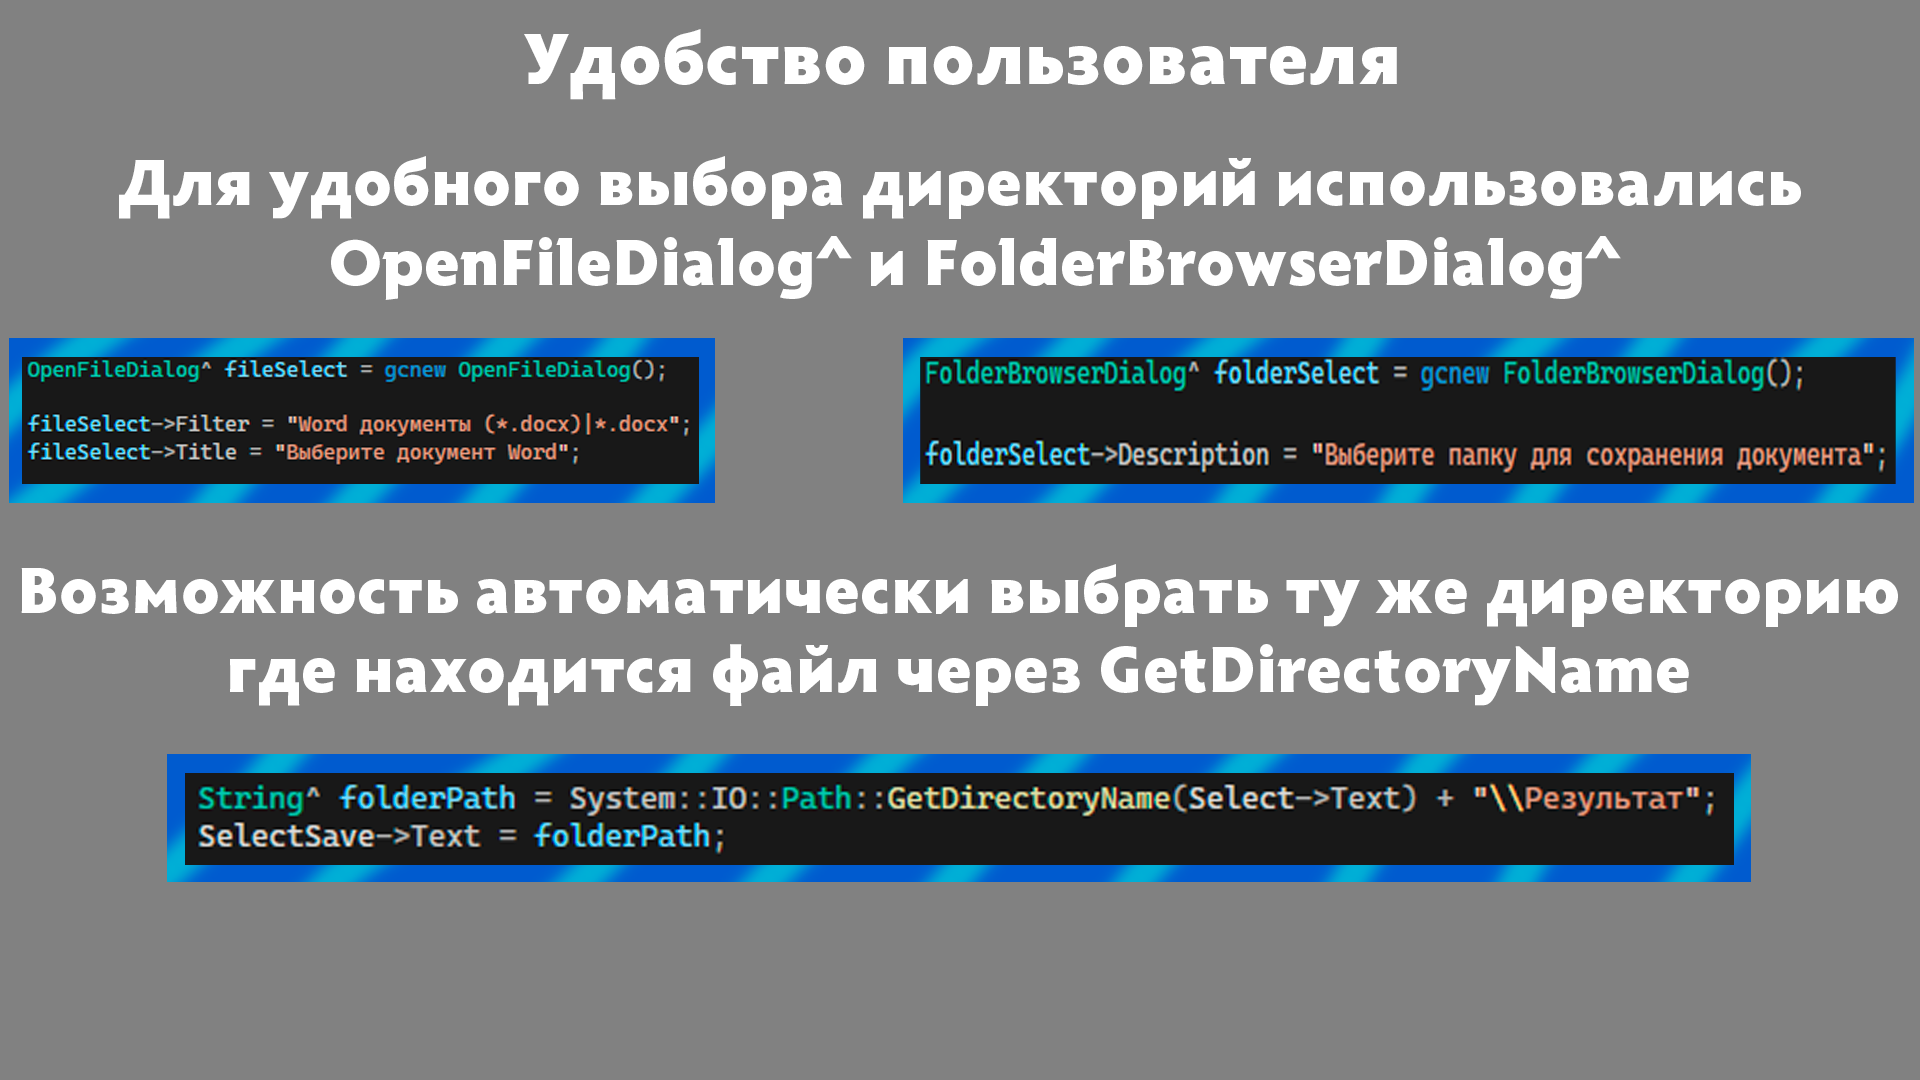 Удобство пользователя
Для удобного выбора директорий использовались
OpenFileDialog^ и FolderBrowserDialog^
OpenFileDialog^ fileSelect = gcnew OpenFileDialog();
fileSelect->Filter = "Word документы (*.docx)|*.docx";
fileSelect->Title = "Выберите документ Word";
FolderBrowserDialog^ folderSelect = gcnew FolderBrowserDialog();
folderSelect->Description = "Выберите папку для сохранения документа";
Возможность автоматически выбрать ту же директорию
где находится файл через GetDirectoryName
String^ folderPath = System::IO::Path::GetDirectoryName(Select->Text) + "\\Результат";
SelectSave->Text = folderPath;